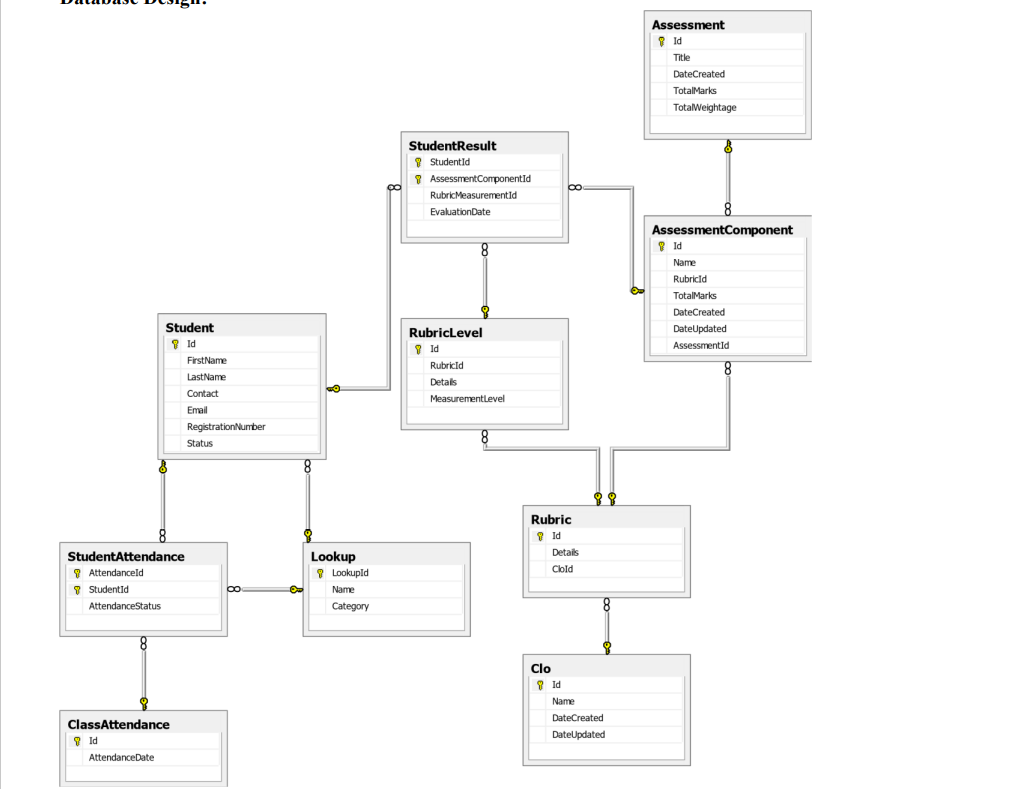 Database Design:
Assessment
Id
Title
DateCreated
TotalMarks
TotalWeightage
StudentResult
StudentId
AssessmentComponentId
RubricMeasurementId
EvaluationDate
AssessmentComponent
Id
Name
RubricId
TotalMarks
DateCreated
DateUpdated
AssessmentId
Student
Id
FirstName
LastName
Contact
Email
RegistrationNumber
Status
RubricLevel
Id
RubricId
Details
MeasurementLevel
Rubric
Id
Details
CloId
StudentAttendance
AttendanceId
StudentId
AttendanceStatus
Lookup
LookupId
Name
Category
Clo
Id
Name
DateCreated
DateUpdated
ClassAttendance
Id
AttendanceDate